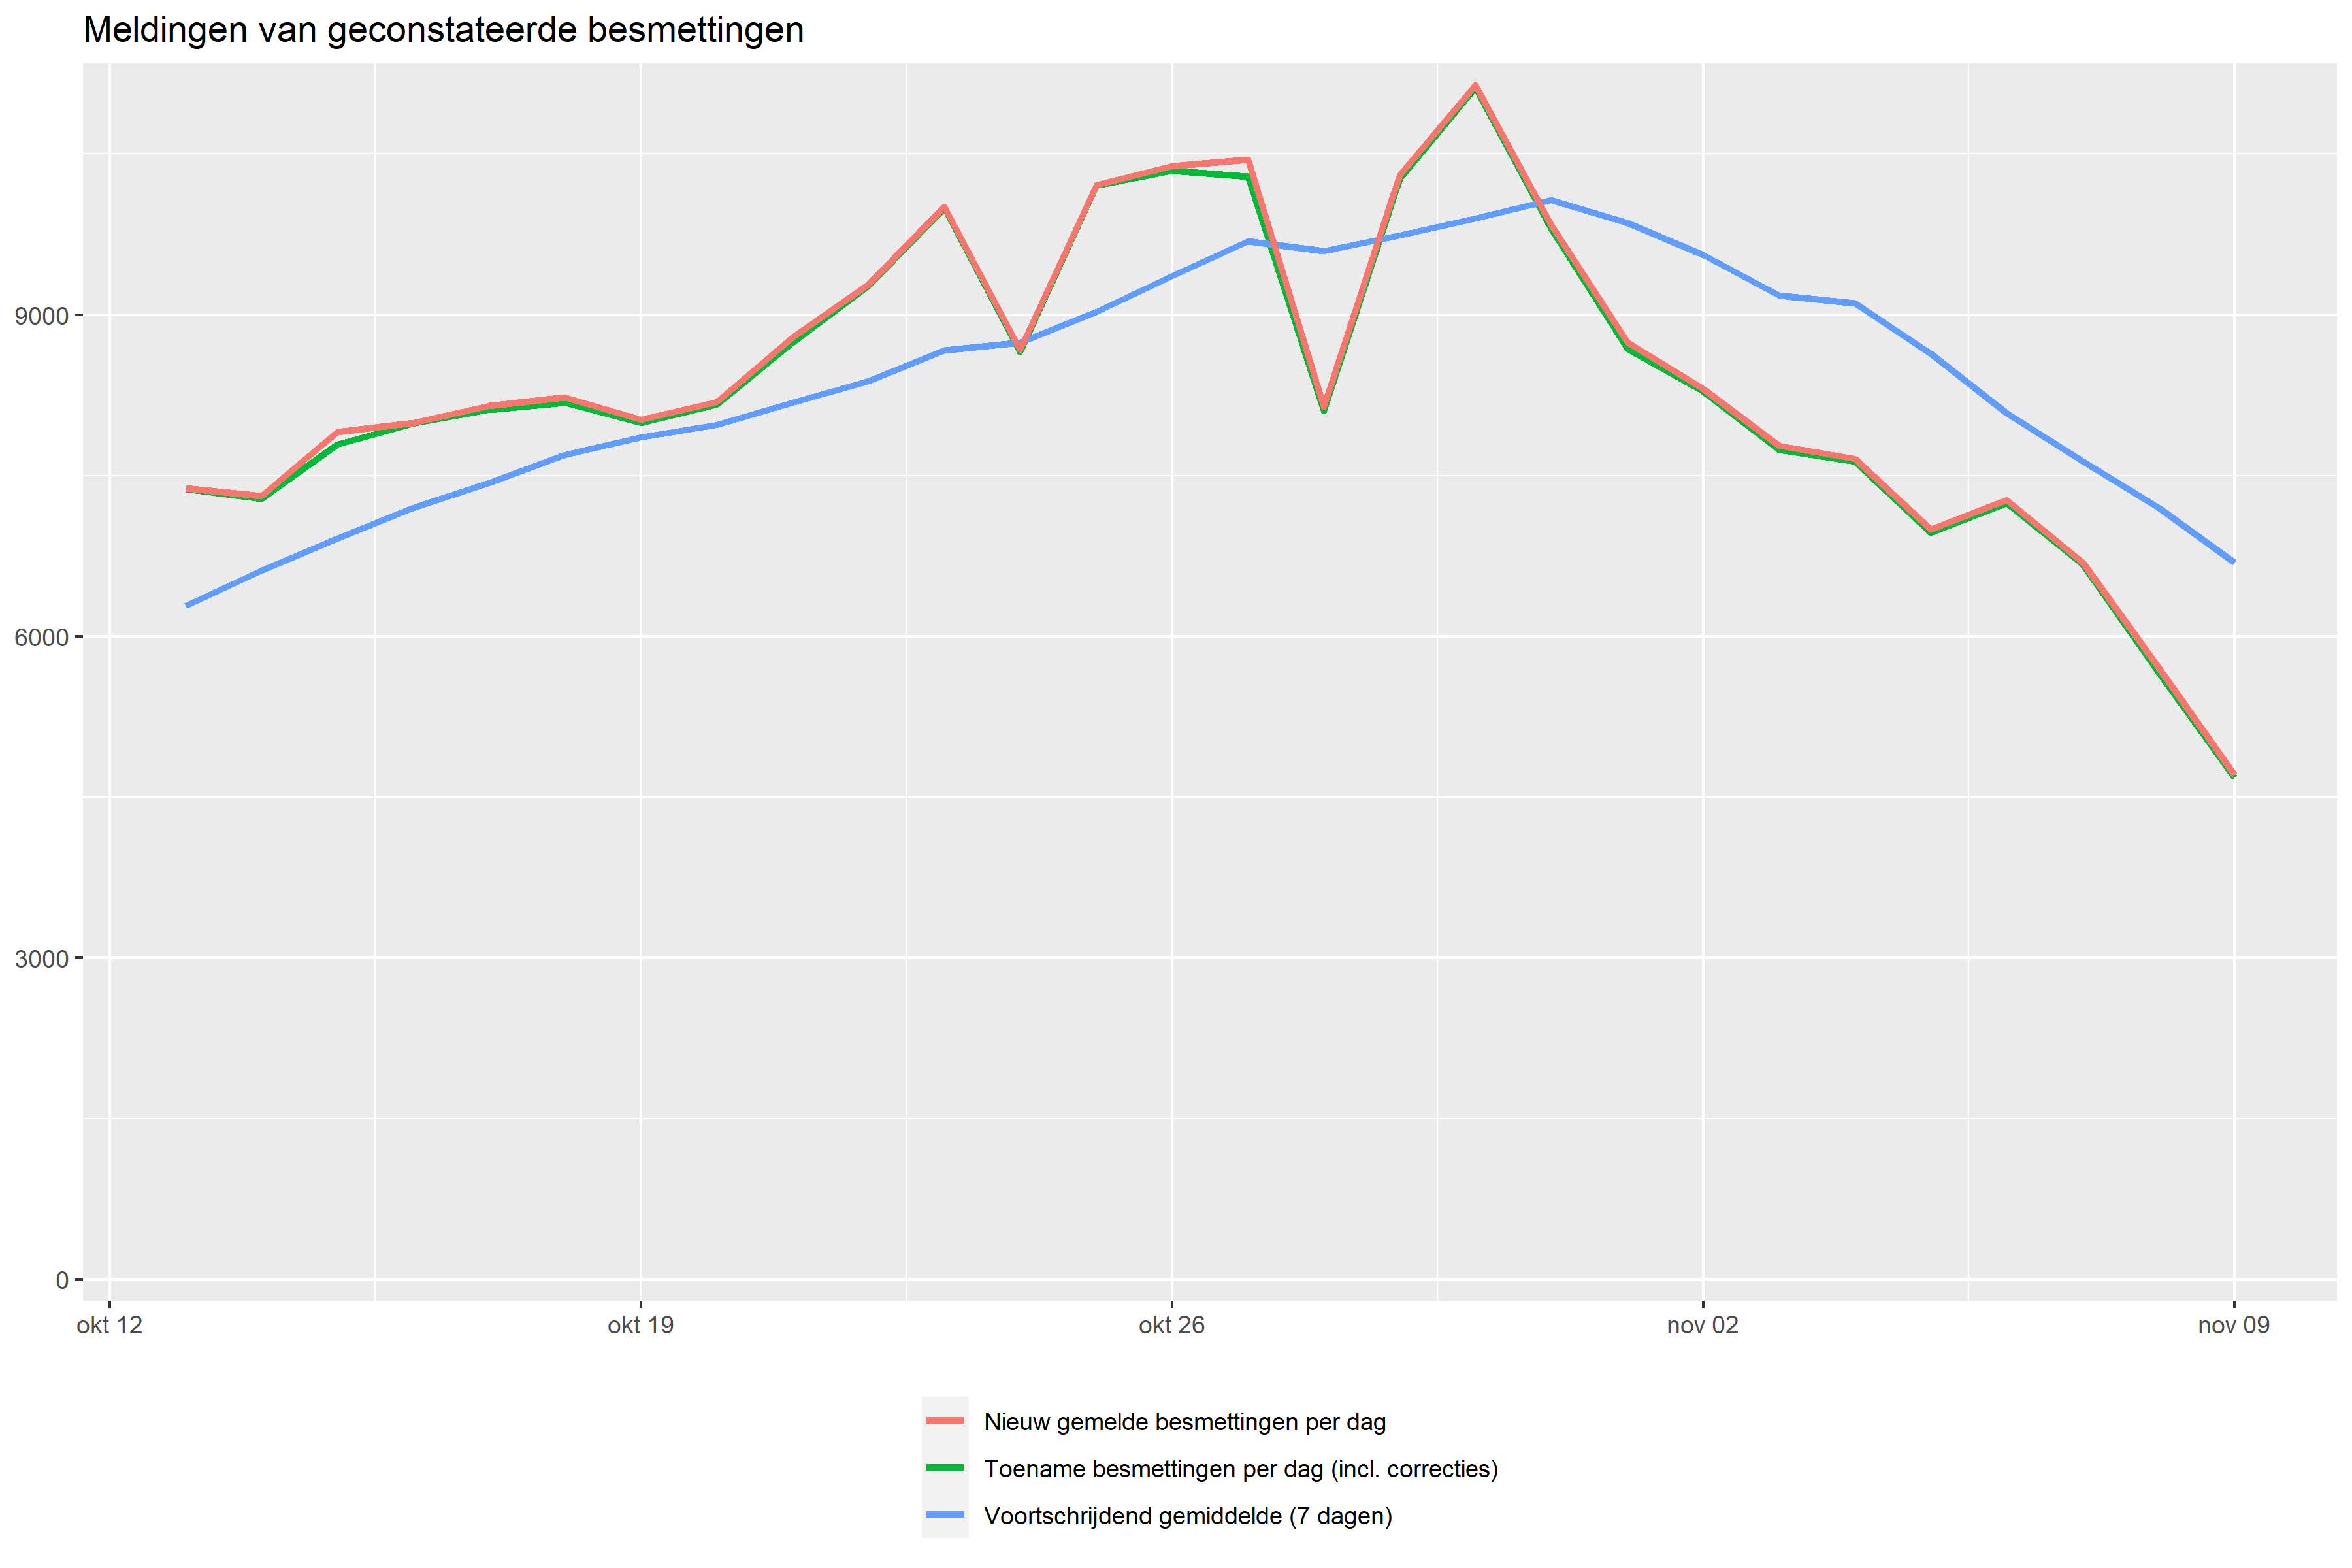 Meldingen van geconstateerde besmettingen
9000
6000
3000
0
okt 12 okt 19 okt 26 nov 02 nov 09
Nieuw gemelde besmettingen per dag
Toename besmettingen per dag (incl. correcties)
Voortschrijdend gemiddelde (7 dagen)